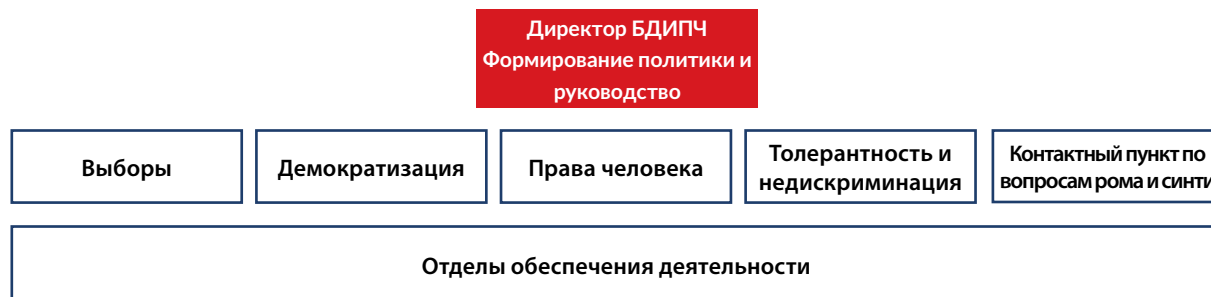 Директор БДИПЧ
Формирование политики и
руководство
Выборы
Демократизация
Права человека
Толерантность и
недискриминация
Контактный пункт по
вопросам рома и синти
Отделы обеспечения деятельности